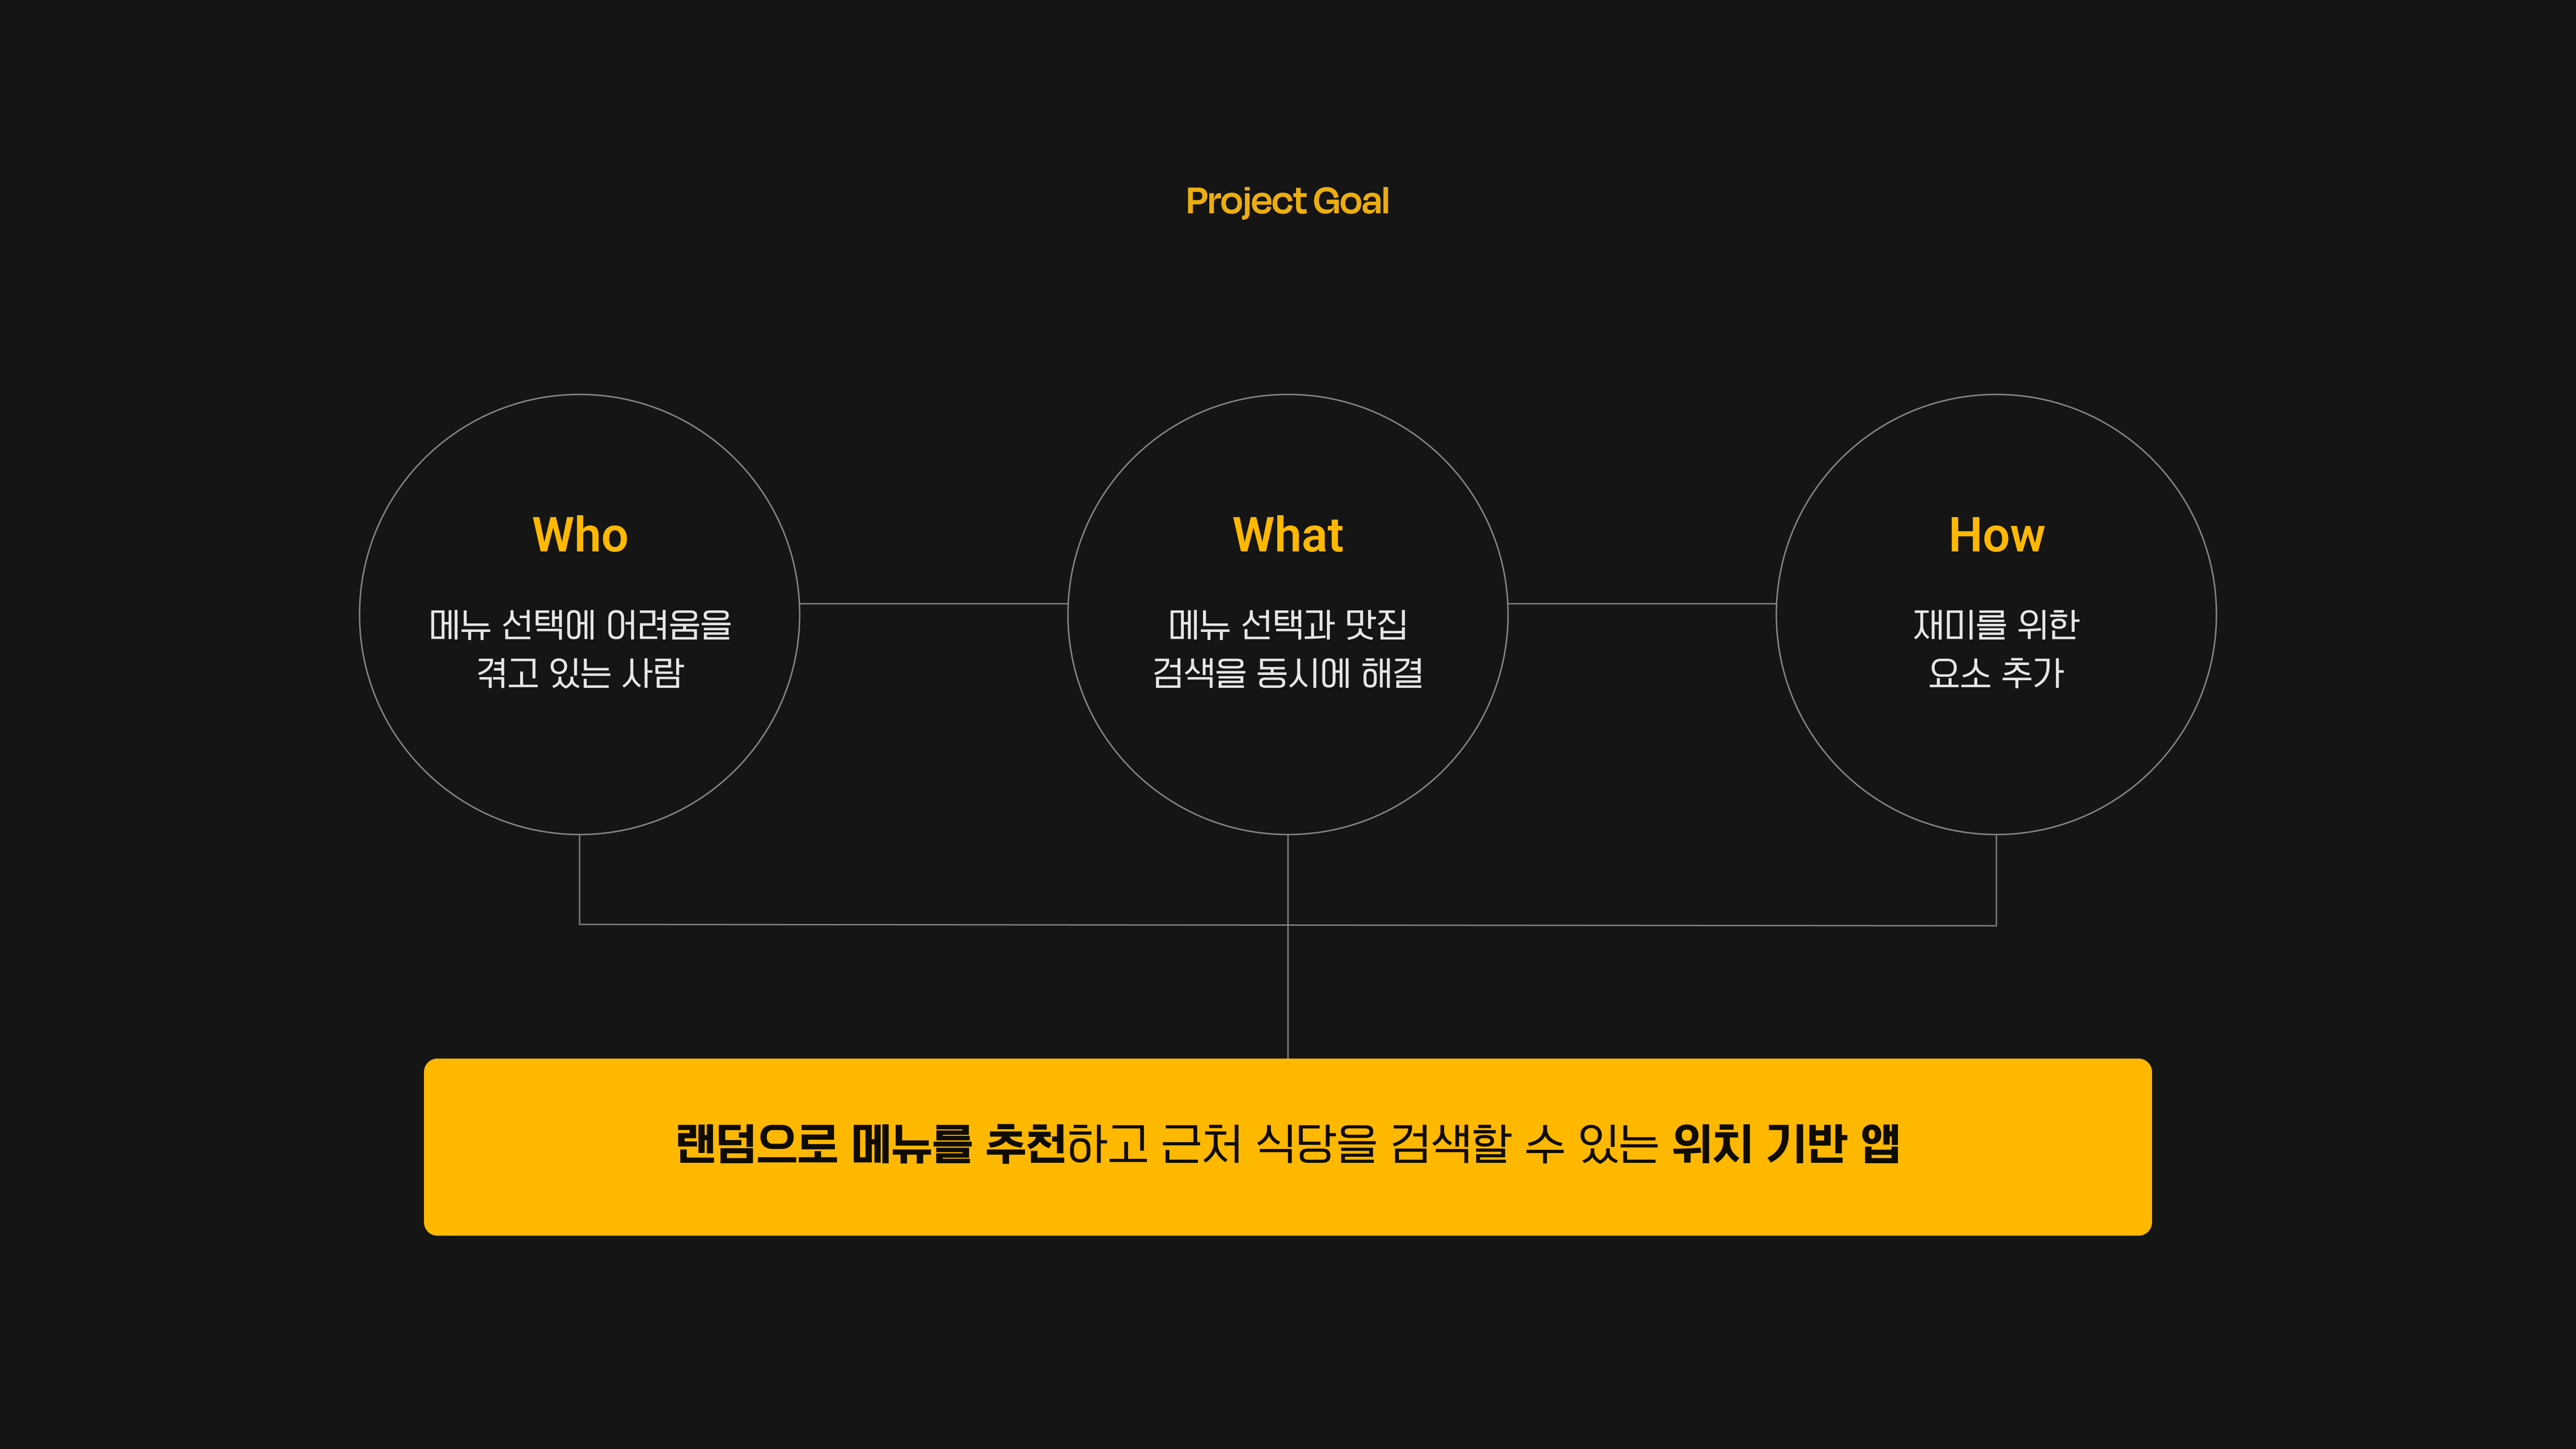 Project Goal
Who
메뉴 선택에 어려움을
겪고 있는 사람
What
메뉴 선택과 맛집
검색을 동시에 해결
How
재미를 위한
요소 추가
랜덤으로 메뉴를 추천하고 근처 식당을 검색할 수 있는 위치 기반 앱